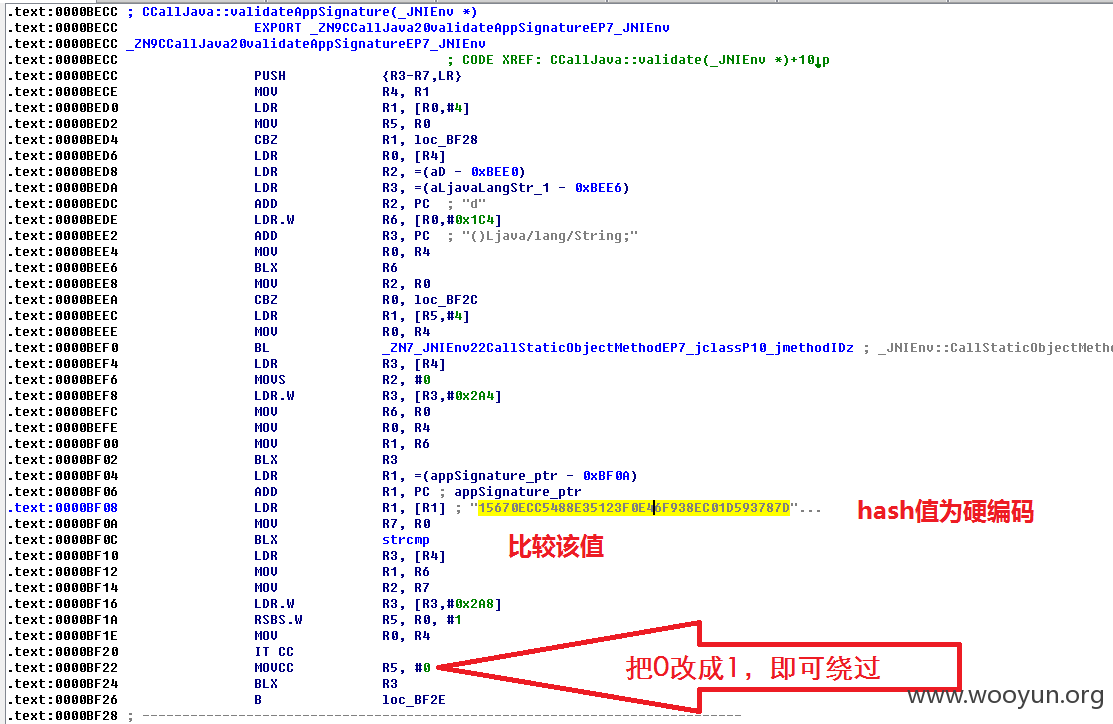 .text:0000BECC ; CCallJava::validateAppSignature(_JNIEnv *)
.text:0000BECC EXPORT _ZN9CCallJava20validateAppSignatureEP7_JNIEnv
.text:0000BECC _ZN9CCallJava20validateAppSignatureEP7_JNIEnv
.text:0000BECC ; CODE XREF: CCallJava::validate(_JNIEnv *)+10↓p
.text:0000BECC PUSH {R3-R7,LR}
.text:0000BECE MOV R4, R1
.text:0000BED0 LDR R1, [R0,#4]
.text:0000BED2 MOV R5, R0
.text:0000BED4 CBZ R1, loc_BF28
.text:0000BED6 LDR R0, [R4]
.text:0000BED8 LDR R2, =(aD - 0xBEE0)
.text:0000BEDA LDR R3, =(aLjavaLangStr_1 - 0xBEE6)
.text:0000BEDC ADD R2, PC ; "d"
.text:0000BEDE LDR.W R6, [R0,#0x1C4]
.text:0000BEE2 ADD R3, PC ; "()Ljava/lang/String;"
.text:0000BEE4 MOV R0, R4
.text:0000BEE6 BLX R6
.text:0000BEE8 MOV R2, R0
.text:0000BEEA CBZ R0, loc_BF2C
.text:0000BEEC LDR R1, [R5,#4]
.text:0000BEEE MOV R0, R4
.text:0000BEF0 BL _ZN7_JNIEnv22CallStaticObjectMethodEP7_jclassP10_jmethodIDz ; _JNIEnv::CallStaticObjectMetho
.text:0000BEF4 LDR R3, [R4]
.text:0000BEF6 MOVS R2, #0
.text:0000BEF8 LDR.W R3, [R3,#0x2A4]
.text:0000BEFC MOV R6, R0
.text:0000BEFE MOV R0, R4
.text:0000BF00 MOV R1, R6
.text:0000BF02 BLX R3
.text:0000BF04 LDR R1, =(appSignature_ptr - 0xBF0A)
.text:0000BF06 ADD R1, PC ; appSignature_ptr
.text:0000BF08 LDR R1, [R1] ; "15670ECC5488E35123F0E46F938EC01D593787D"...
hash值为硬编码
.text:0000BF0A MOV R7, R0
.text:0000BF0C BLX strcmp
比较该值
.text:0000BF10 LDR R3, [R4]
.text:0000BF12 MOV R1, R6
.text:0000BF14 MOV R2, R7
.text:0000BF16 LDR.W R3, [R3,#0x2A8]
.text:0000BF1A RSBS.W R5, R0, #1
.text:0000BF1E MOV R0, R4
.text:0000BF20 IT CC
.text:0000BF22 MOVCC R5, #0
把0改成1，即可绕过
.text:0000BF24 BLX R3
.text:0000BF26 B loc_BF2E
www.wooyun.org
.text:0000BF28 ; ---------------------------------------------------------------------------